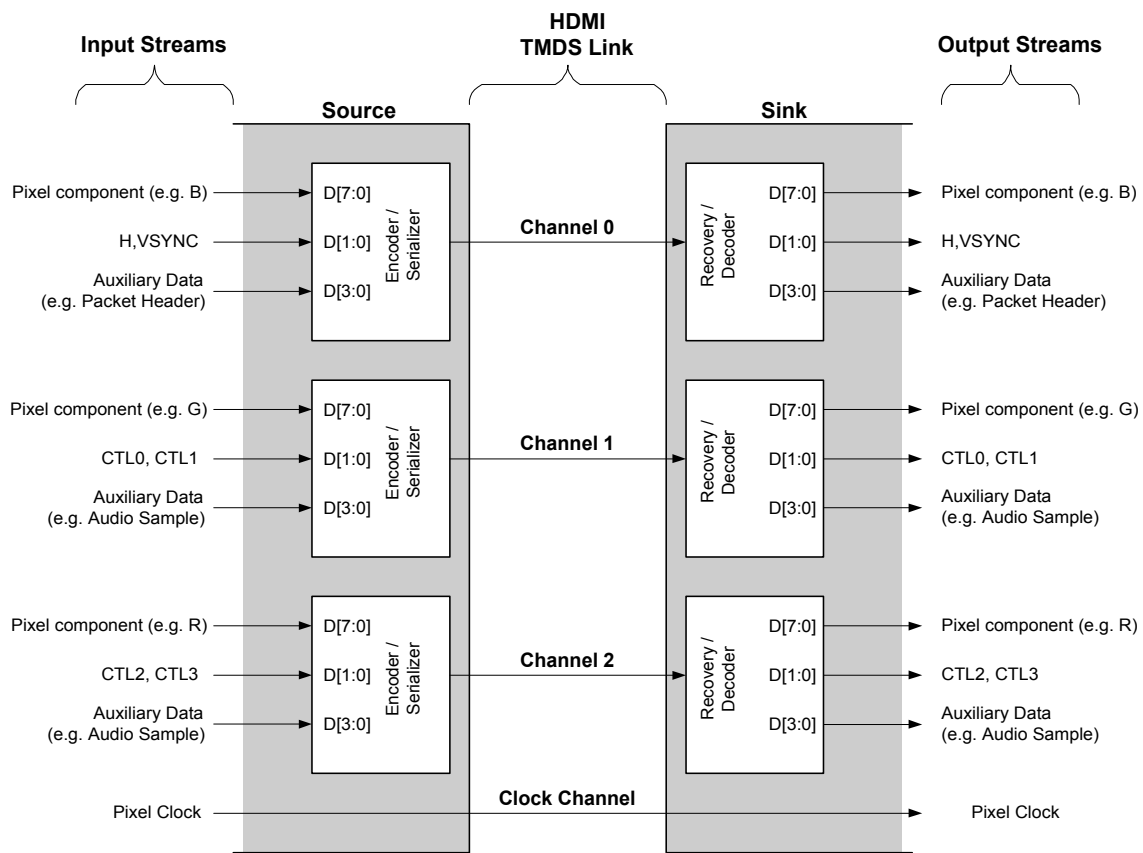 HDMI
TMDS Link
Input Streams
Output Streams
Source
Sink
Pixel component (e.g. B)
H,VSYNC
Auxiliary Data
(e.g. Packet Header)
D[7:0]
D[1:0]
D[3:0]
Encoder /
Serializer
Channel 0
Recovery /
Decoder
D[7:0]
D[1:0]
D[3:0]
Pixel component (e.g. B)
H,VSYNC
Auxiliary Data
(e.g. Packet Header)
Pixel component (e.g. G)
CTL0, CTL1
Auxiliary Data
(e.g. Audio Sample)
D[7:0]
D[1:0]
D[3:0]
Encoder /
Serializer
Channel 1
Recovery /
Decoder
D[7:0]
D[1:0]
D[3:0]
Pixel component (e.g. G)
CTL0, CTL1
Auxiliary Data
(e.g. Audio Sample)
Pixel component (e.g. R)
CTL2, CTL3
Auxiliary Data
(e.g. Audio Sample)
D[7:0]
D[1:0]
D[3:0]
Encoder /
Serializer
Channel 2
Recovery /
Decoder
D[7:0]
D[1:0]
D[3:0]
Pixel component (e.g. R)
CTL2, CTL3
Auxiliary Data
(e.g. Audio Sample)
Pixel Clock
Clock Channel
Pixel Clock